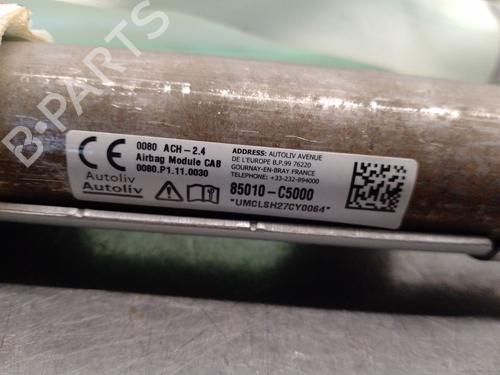 B-PARTS
CE
0080 ACH-2.4
Airbag Module CAB
0080.P1.11.0030
Autoliv
Autoliv
ADDRESS: AUTOLIV AVENUE
DE L'EUROPE B.P.99 76220
GOURNAY-EN-BRAY.FRANCE
TELEPHONE: +33-232-894000
85010-C5000
"UMCLSH27CY0064"